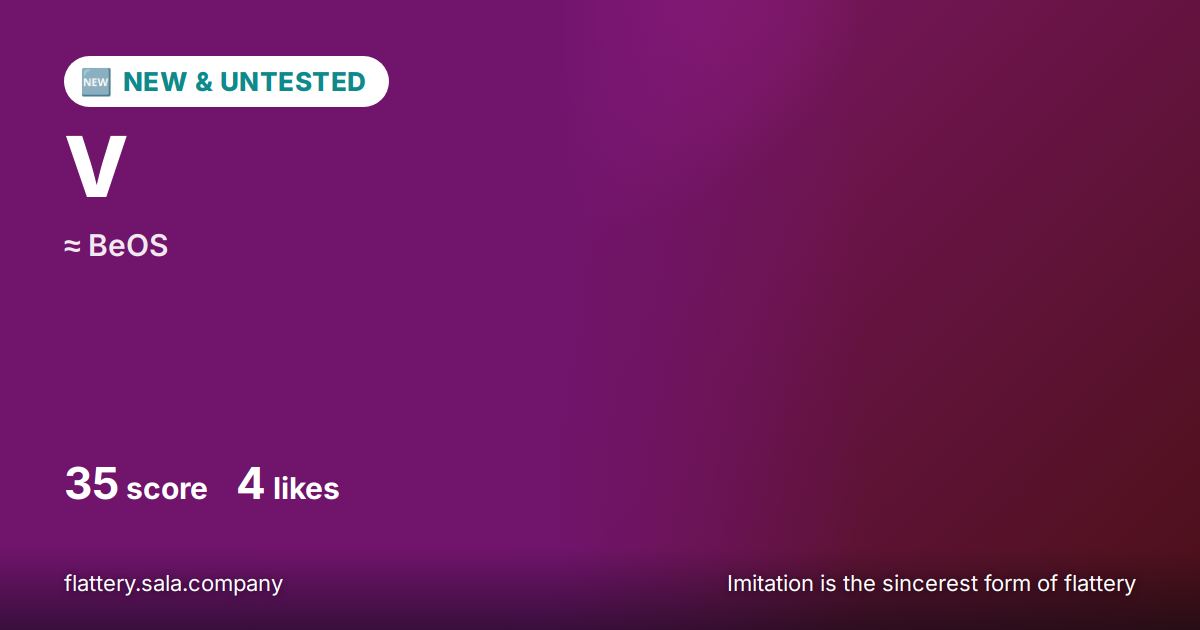 🆕 NEW & UNTESTED
V
≈ BeOS
35 score 4 likes
flattery.sala.company
Imitation is the sincerest form of flattery